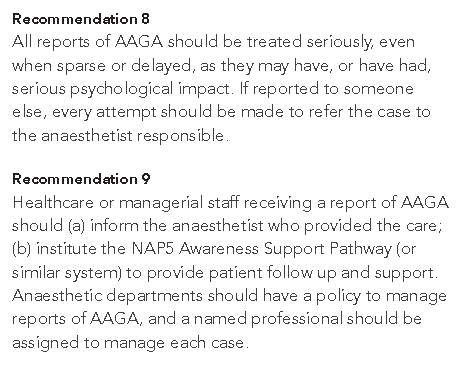 Recommendation 8
All reports of AAGA should be treated seriously, even
when sparse or delayed, as they may have, or have had,
serious psychological impact. If reported to someone
else, every attempt should be made to refer the case to
the anaesthetist responsible.
Recommendation 9
Healthcare or managerial staff receiving a report of AAGA
should (a) inform the anaesthetist who provided the care;
(b) institute the NAP5 Awareness Support Pathway (or
similar system) to provide patient follow up and support.
Anaesthetic departments should have a policy to manage
reports of AAGA, and a named professional should be
assigned to manage each case.